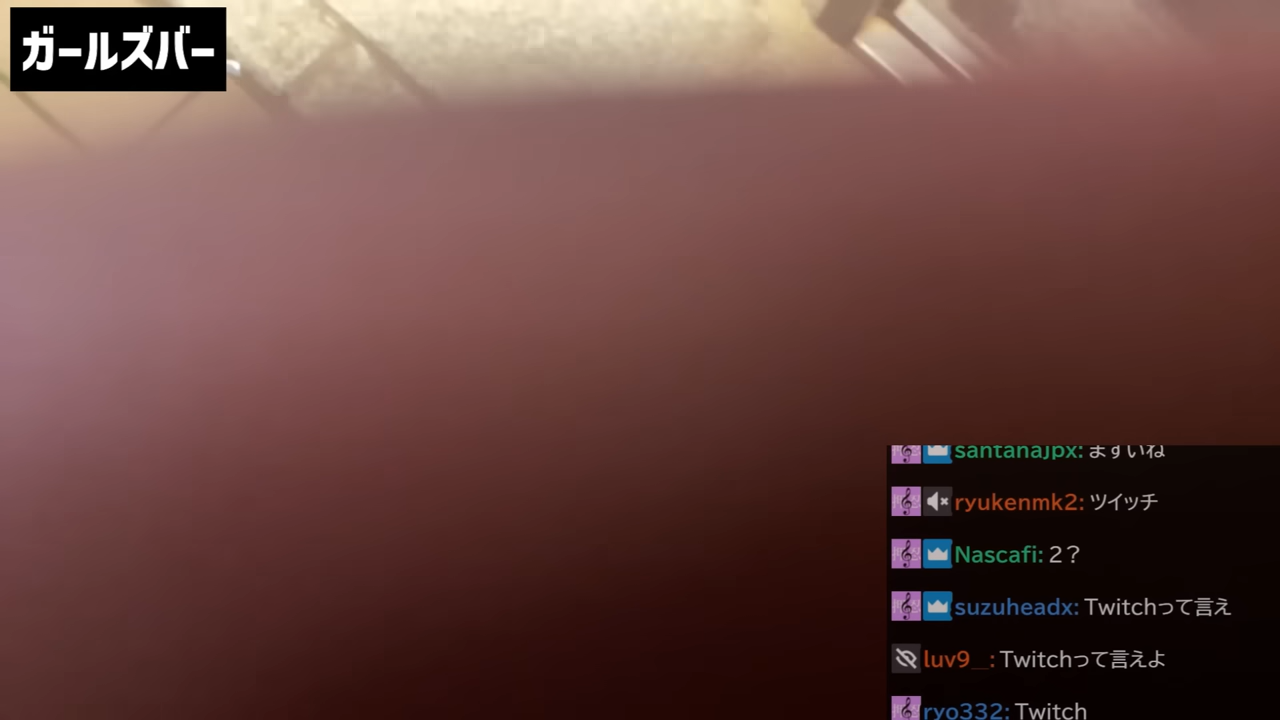 ガールズバー
santanajpx: まずいね
ryukenmk2: ツイッチ
Nascafi: 2？
suzuheadx: Twitchって言え
luv9__: Twitchって言えよ
ryo332: Twitch